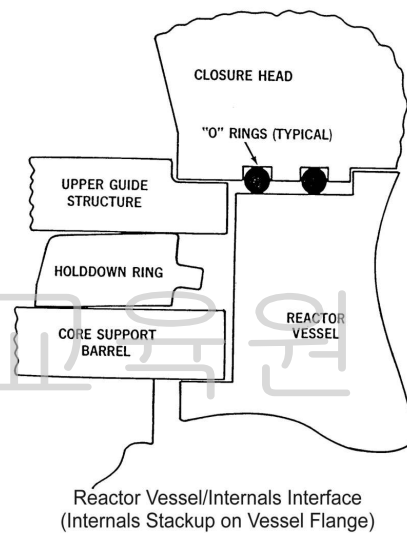 CLOSURE HEAD
"O" RINGS (TYPICAL)
UPPER GUIDE
STRUCTURE
HOLDDOWN RING
CORE SUPPORT
BARREL
REACTOR
VESSEL
교육원
Reactor Vessel/Internals Interface
(Internals Stackup on Vessel Flange)